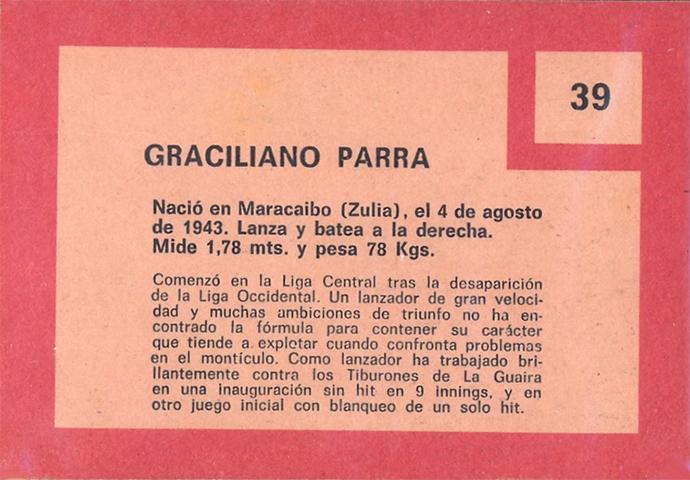 39
GRACILIANO PARRA
Nació en Maracaibo (Zulia), el 4 de agosto
de 1943. Lanza y batea a la derecha.
Mide 1,78 mts. y pesa 78 Kgs.
Comenzó en la Liga Central tras la desaparición
de la Liga Occidental. Un lanzador de gran veloci-
dad y muchas ambiciones de triunfo no ha en-
contrado la fórmula para contener su carácter
que tiende a expletar cuando confronta problemas
en el montículo. Como lanzador ha trabajado bri-
llantemente contra los Tiburones de La Guaira
en una inauguración sin hit en 9 innings, y en
otro juego inicial con blanqueo de un solo hit.